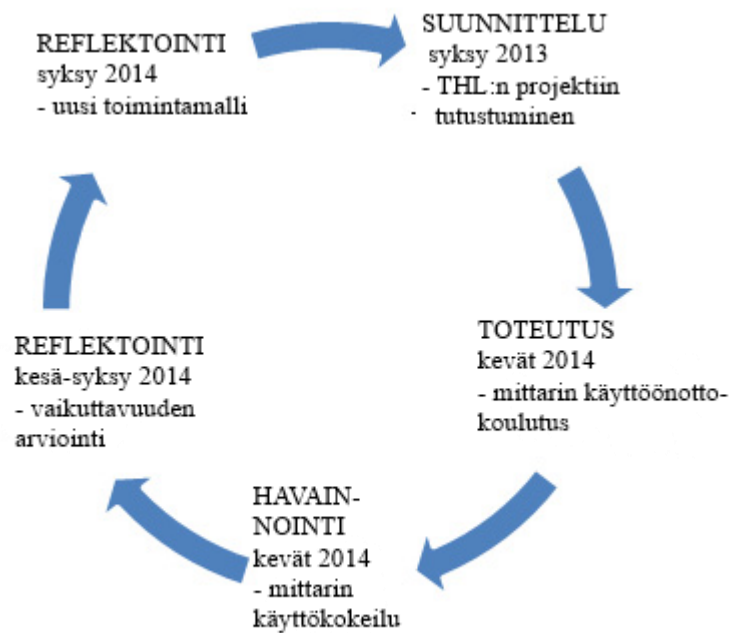 REFLEKTOINTI
syksy 2014
- uusi toimintamalli
SUUNNITTELU
syksy 2013
- THL:n projektiin
tutustuminen
TOTEUTUS
kevät 2014
- mittarin käyttöönotto-
koulutus
HAVAIN-
NOINTI
kevät 2014
- mittarin
käyttökokeilu
REFLEKTOINTI
kesä-syksy 2014
- vaikuttavuuden
arviointi